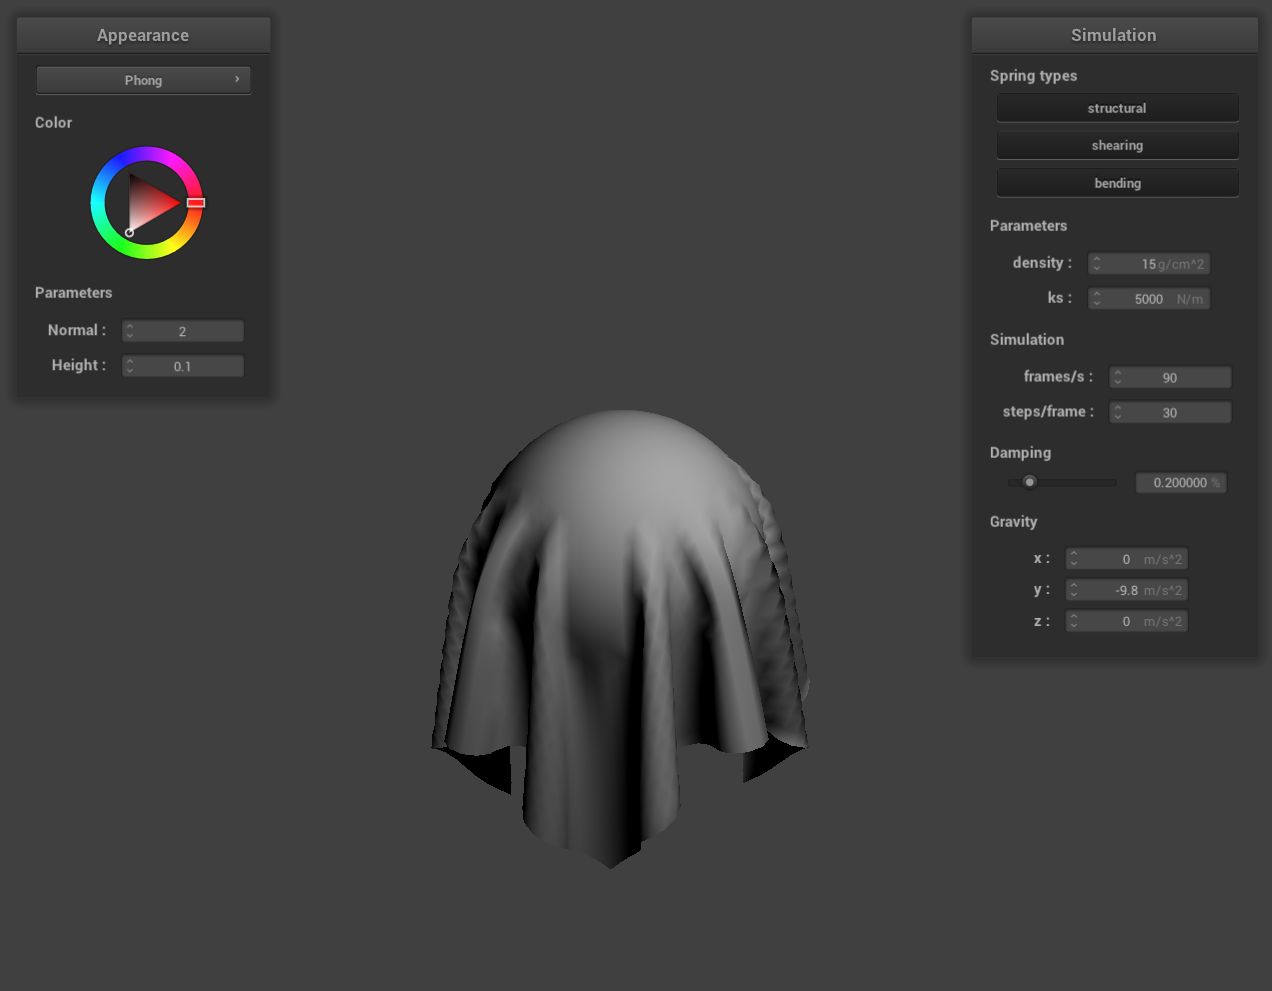 Appearance
Phong
Color
Parameters
Normal : 2
Height : 0.1
Simulation
Spring types
structural
shearing
bending
Parameters
density : 15 g/cm^2
ks : 5000 N/m
Simulation
frames/s : 90
steps/frame : 30
Damping
0.200000 %
Gravity
x : 0 m/s^2
y : -9.8 m/s^2
z : 0 m/s^2